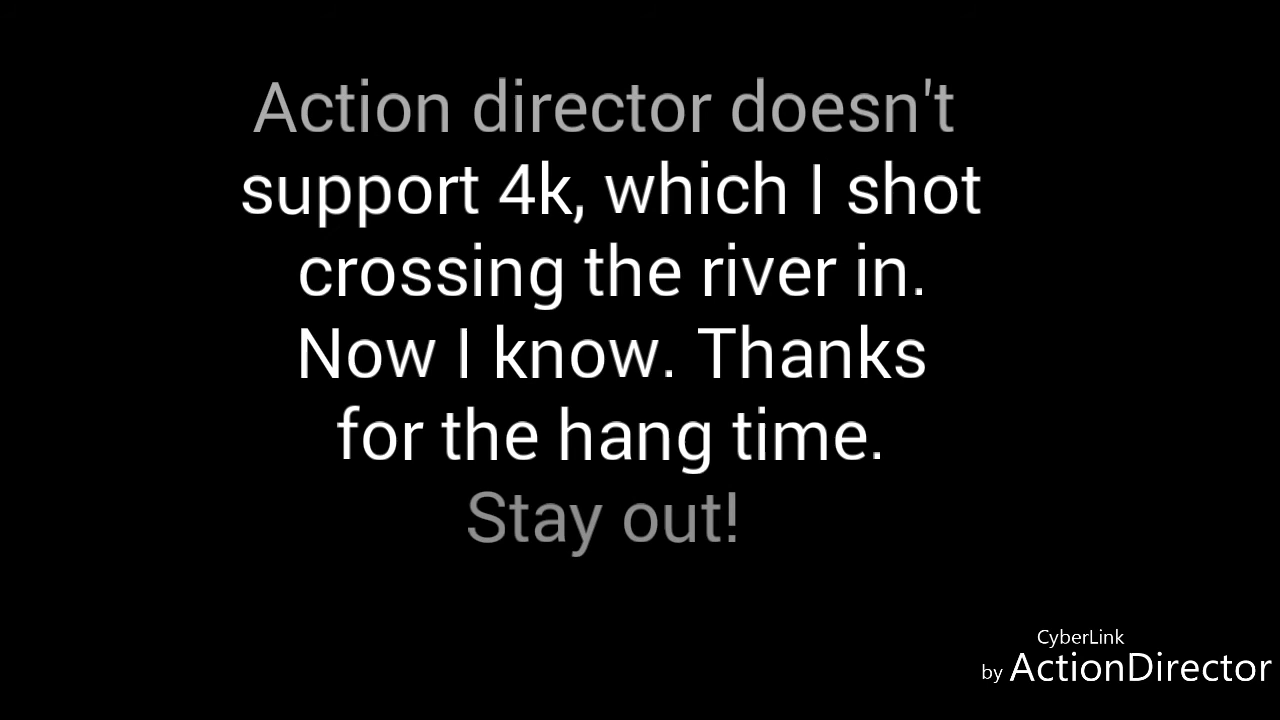 Action director doesn't
support 4k, which I shot
crossing the river in.
Now I know. Thanks
for the hang time.
Stay out!
CyberLink
by ActionDirector